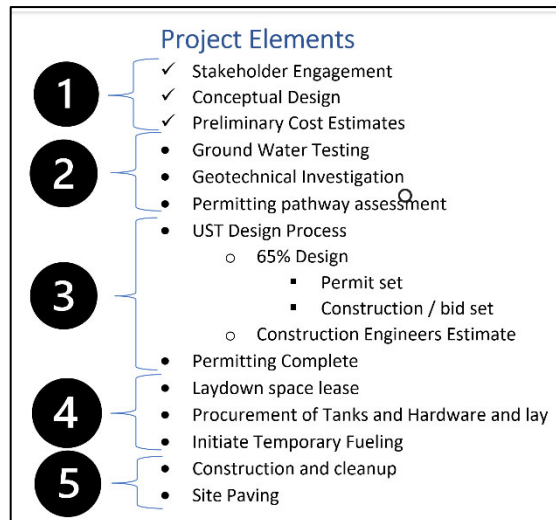 Project Elements
1
✓ Stakeholder Engagement
✓ Conceptual Design
✓ Preliminary Cost Estimates
2
• Ground Water Testing
• Geotechnical Investigation
• Permitting pathway assessment
3
• UST Design Process
o 65% Design
▪ Permit set
▪ Construction / bid set
o Construction Engineers Estimate
• Permitting Complete
4
• Laydown space lease
• Procurement of Tanks and Hardware and lay
• Initiate Temporary Fueling
5
• Construction and cleanup
• Site Paving